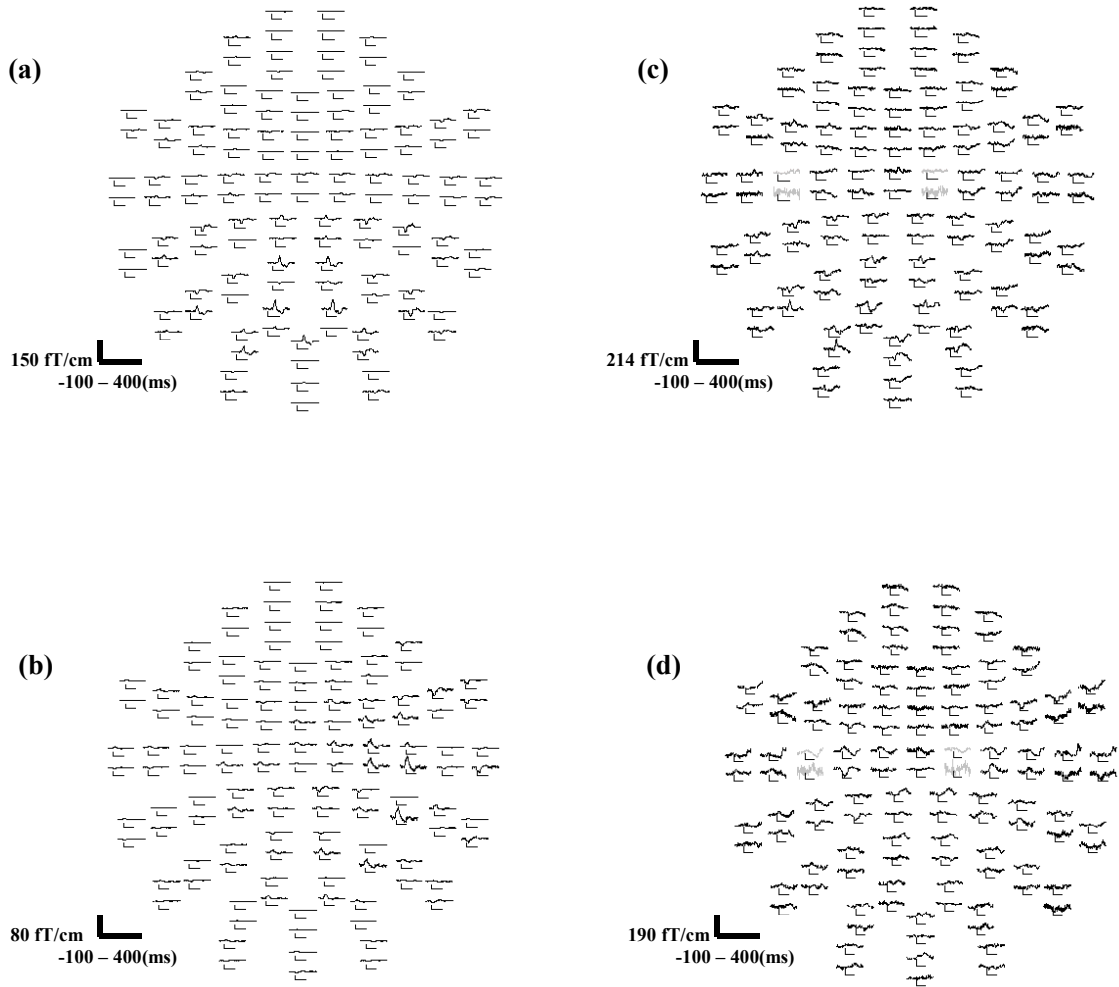 (a)
150 fT/cm
-100 – 400(ms)
(c)
214 fT/cm
-100 – 400(ms)
(b)
80 fT/cm
-100 – 400(ms)
(d)
190 fT/cm
-100 – 400(ms)